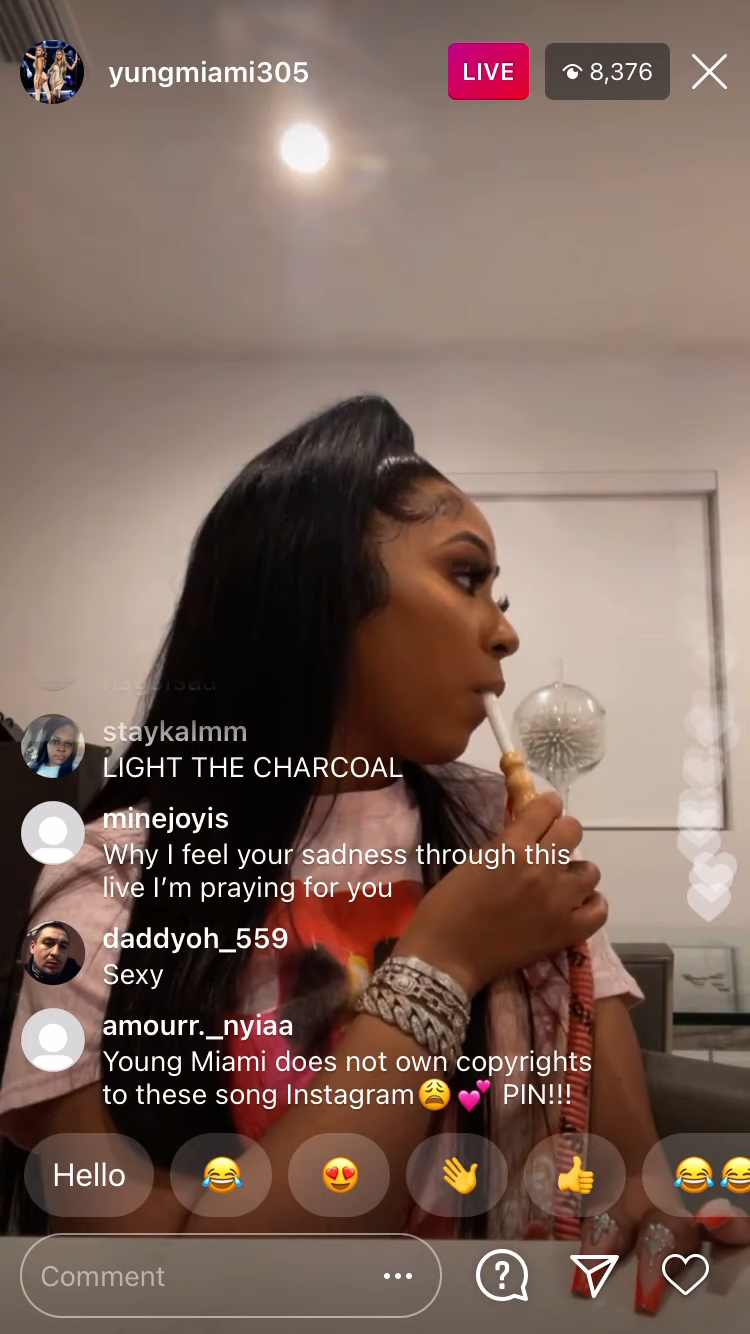 yungmiami305
LIVE
8,376
staykalmm
LIGHT THE CHARCOAL
minejoyis
Why I feel your sadness through this
live I’m praying for you
daddyoh_559
Sexy
amourr._nyiaa
Young Miami does not own copyrights
to these song Instagram😩💕 PIN!!!
Hello 😂 😍 👋 👍 😂😂
Comment